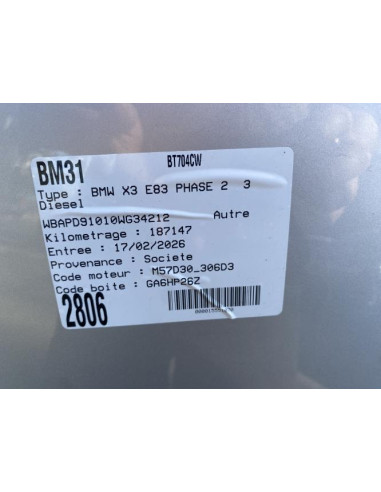 BM31
BT704CW
Type : BMW X3 E83 PHASE 2 3
Diesel
WBAPD91010WG34212 Autre
Kilometrage : 187147
Entree : 17/02/2026
Provenance : Societe
Code moteur : M57D30_306D3
Code boite : GA6HP26Z
2806